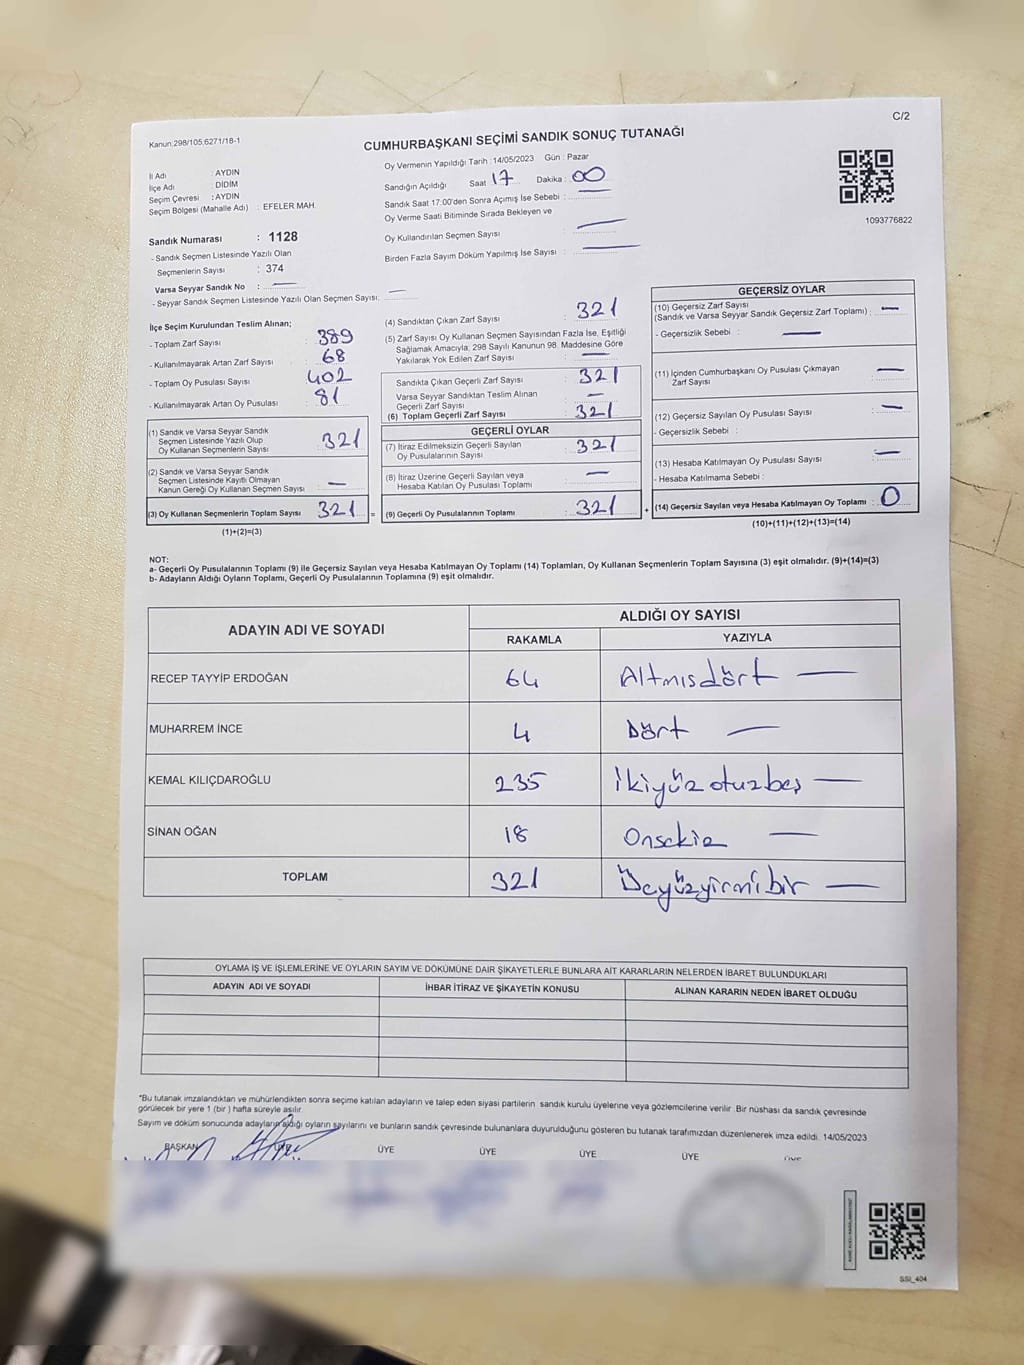 C/2
Kanun:298/105,6271/18-1
CUMHURBAŞKANI SEÇİMİ SANDIK SONUÇ TUTANAĞI
İl Adı : AYDIN
İlçe Adı : DİDİM
Seçim Çevresi : AYDIN
Seçim Bölgesi (Mahalle Adı) : EFELER MAH.
Oy Vermenin Yapıldığı Tarih : 14/05/2023 Gün : Pazar
Sandığın Açıldığı Saat : 17 Dakika : 00
Sandık Saat 17:00'den Sonra Açımış İse Sebebi : —
Oy Verme Saati Bitiminde Sırada Bekleyen ve
Oy Kullandırılan Seçmen Sayısı : —
Birden Fazla Sayım Döküm Yapılmış İse Sayısı : —
1093776822
Sandık Numarası : 1128
- Sandık Seçmen Listesinde Yazılı Olan
Seçmenlerin Sayısı : 374
Varsa Seyyar Sandık No : —
- Seyyar Sandık Seçmen Listesinde Yazılı Olan Seçmen Sayısı: —
İlçe Seçim Kurulundan Teslim Alınan;
- Toplam Zarf Sayısı : 389
- Kullanılmayarak Artan Zarf Sayısı : 68
- Toplam Oy Pusulası Sayısı : 402
- Kullanılmayarak Artan Oy Pusulası : 81
(1) Sandık ve Varsa Seyyar Sandık
Seçmen Listesinde Yazılı Olup
Oy Kullanan Seçmenlerin Sayısı : 321
(2) Sandık ve Varsa Seyyar Sandık
Seçmen Listesinde Kayıtlı Olmayan
Kanun Gereği Oy Kullanan Seçmen Sayısı : —
(3) Oy Kullanan Seçmenlerin Toplam Sayısı : 321 =
(1)+(2)=(3)
(4) Sandıktan Çıkan Zarf Sayısı : 321
(5) Zarf Sayısı Oy Kullanan Seçmen Sayısından Fazla İse, Eşitliği
Sağlamak Amacıyla; 298 Sayılı Kanunun 98. Maddesine Göre
Yakılarak Yok Edilen Zarf Sayısı : —
Sandıkta Çıkan Geçerli Zarf Sayısı : 321
Varsa Seyyar Sandıktan Teslim Alınan
Geçerli Zarf Sayısı : —
(6) Toplam Geçerli Zarf Sayısı : 321
GEÇERLİ OYLAR
(7) İtiraz Edilmeksizin Geçerli Sayılan
Oy Pusulalarının Sayısı : 321
(8) İtiraz Üzerine Geçerli Sayılan veya
Hesaba Katılan Oy Pusulası Toplamı : —
(9) Geçerli Oy Pusulalarının Toplamı : 321 +
GEÇERSİZ OYLAR
(10) Geçersiz Zarf Sayısı
(Sandık ve Varsa Seyyar Sandık Geçersiz Zarf Toplamı) : —
- Geçersizlik Sebebi : —
(11) İçinden Cumhurbaşkanı Oy Pusulası Çıkmayan
Zarf Sayısı : —
(12) Geçersiz Sayılan Oy Pusulası Sayısı : —
- Geçersizlik Sebebi :
(13) Hesaba Katılmayan Oy Pusulası Sayısı : —
- Hesaba Katılmama Sebebi :
(14) Geçersiz Sayılan veya Hesaba Katılmayan Oy Toplamı : 0
(10)+(11)+(12)+(13)=(14)
NOT:
a- Geçerli Oy Pusulalarının Toplamı (9) ile Geçersiz Sayılan veya Hesaba Katılmayan Oy Toplamı (14) Toplamları, Oy Kullanan Seçmenlerin Toplam Sayısına (3) eşit olmalıdır. (9)+(14)=(3)
b- Adayların Aldığı Oyların Toplamı, Geçerli Oy Pusulalarının Toplamına (9) eşit olmalıdır.
ADAYIN ADI VE SOYADI
ALDIĞI OY SAYISI
RAKAMLA YAZIYLA
RECEP TAYYİP ERDOĞAN 64 Altmısdört —
MUHARREM İNCE 4 Dört —
KEMAL KILIÇDAROĞLU 235 İkiyüz otuzbeş —
SİNAN OĞAN 18 Onsekiz —
TOPLAM 321 Üçyüzyirmibir —
OYLAMA İŞ VE İŞLEMLERİNE VE OYLARIN SAYIM VE DÖKÜMÜNE DAİR ŞİKAYETLERLE BUNLARA AİT KARARLARIN NELERDEN İBARET BULUNDUKLARI
ADAYIN ADI VE SOYADI İHBAR İTİRAZ VE ŞİKAYETİN KONUSU ALINAN KARARIN NEDEN İBARET OLDUĞU
*Bu tutanak imzalandıktan ve mühürlendikten sonra seçime katılan adayların ve talep eden siyasi partilerin sandık kurulu üyelerine veya gözlemcilerine verilir. Bir nüshası da sandık çevresinde
görülecek bir yere 1 (bir ) hafta süreyle asılır.
Sayım ve döküm sonucunda adayların aldığı oyların sayılarını ve bunların sandık çevresinde bulunanlara duyurulduğunu gösteren bu tutanak tarafımızdan düzenlenerek imza edildi. 14/05/2023
BAŞKAN ÜYE ÜYE ÜYE ÜYE ÜYE
SSI_404